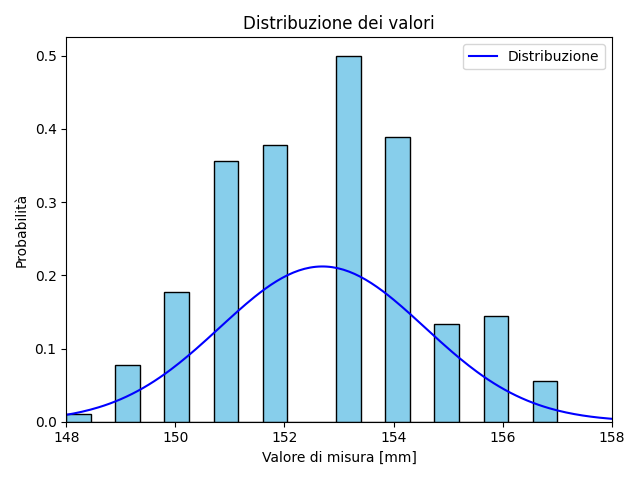 Distribuzione dei valori
Distribuzione
0.5
0.4
0.3
0.2
0.1
0.0
Probabilità
148 150 152 154 156 158
Valore di misura [mm]